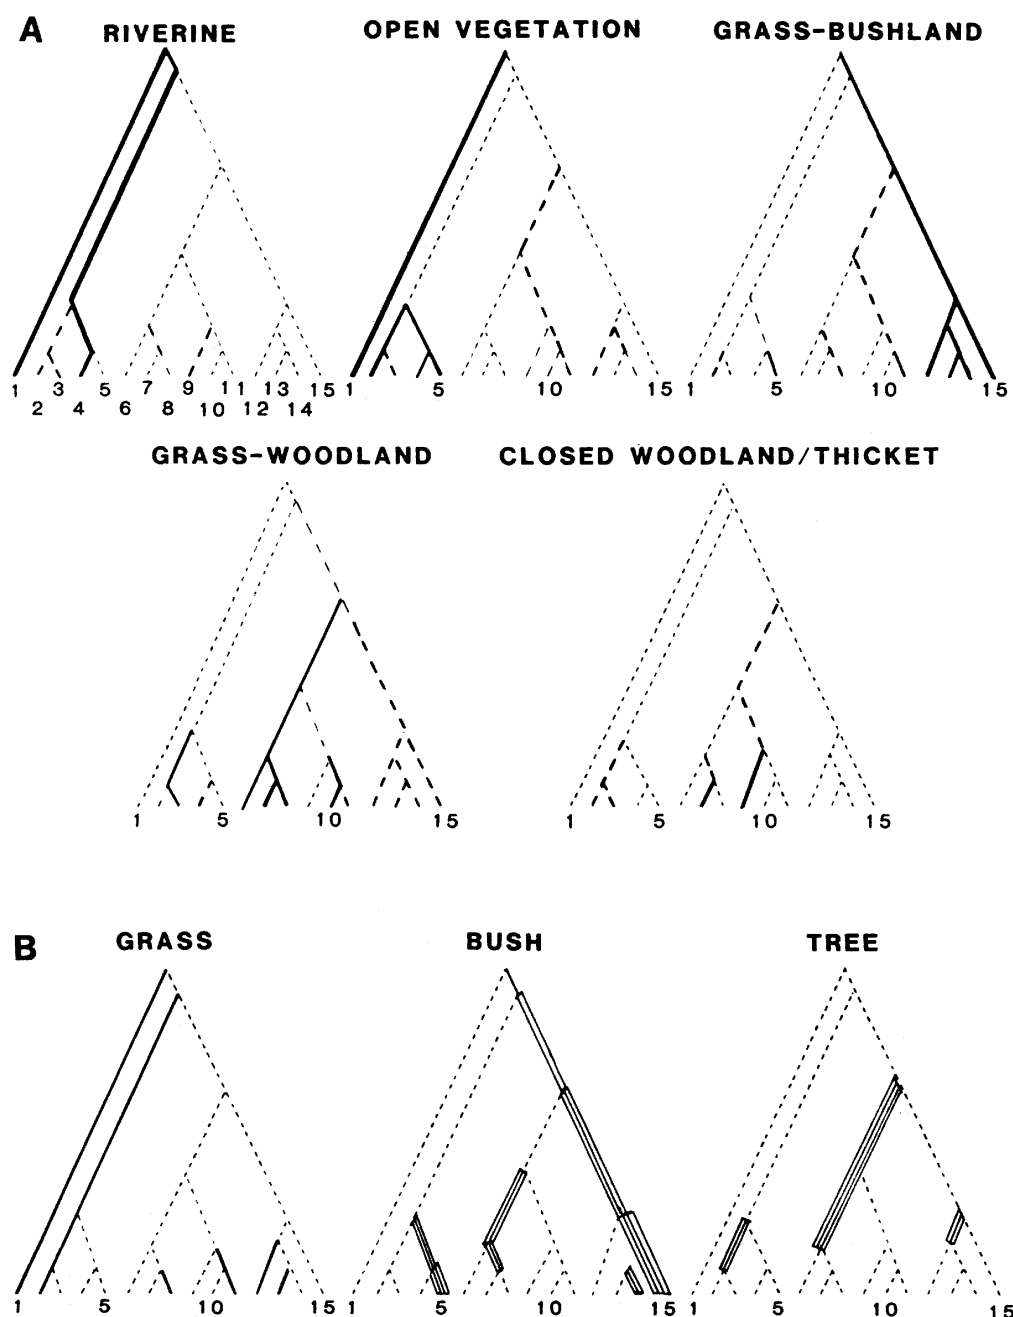 A RIVERINE OPEN VEGETATION GRASS-BUSHLAND
1 3 5 7 9 11 13 15 1 5 10 15 1 5 10 15
2 4 6 8 10 12 14
GRASS-WOODLAND CLOSED WOODLAND/THICKET
1 5 10 15 1 5 10 15
B GRASS BUSH TREE
1 5 10 15 1 5 10 15 1 5 10 15